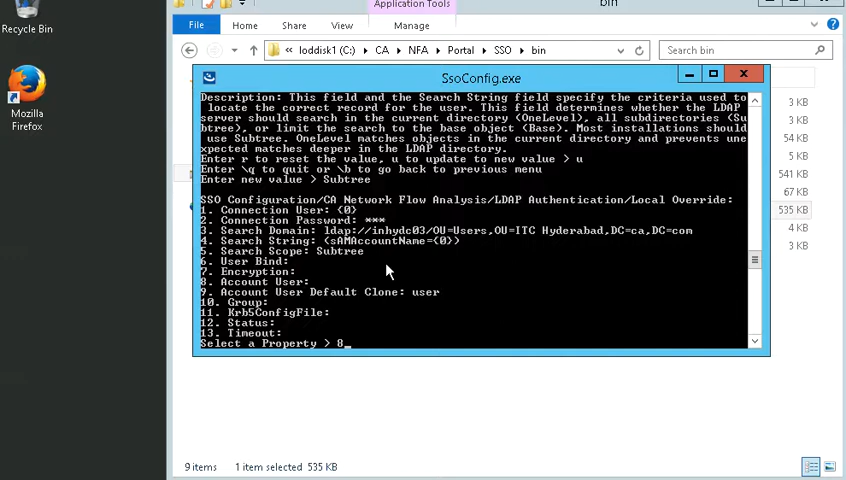 Recycle Bin
Mozilla
Firefox
Application Tools
bin
File
Home
Share
View
Manage
« loddisk1 (C:) ▸ CA ▸ NFA ▸ Portal ▸ SSO ▸ bin
Search bin
SsoConfig.exe
Description: This field and the Search String field specify the criteria used to
locate the correct record for the user. This field determines whether the LDAP
server should search in the current directory (OneLevel), all subdirectories (Su
btree), or limit the search to the base object (Base). Most installations should
use Subtree. OneLevel matches objects in the current directory and prevents une
xpected matches deeper in the LDAP directory.
Enter r to reset the value, u to update to new value > u
Enter \q to quit or \b to go back to previous menu
Enter new value > Subtree
SSO Configuration/CA Network Flow Analysis/LDAP Authentication/Local Override:
1. Connection User: {0}
2. Connection Password: ***
3. Search Domain: ldap://inhydc03/OU=Users,OU=ITC Hyderabad,DC=ca,DC=com
4. Search String: (sAMAccountName={0})
5. Search Scope: Subtree
6. User Bind:
7. Encryption:
8. Account User:
9. Account User Default Clone: user
10. Group:
11. Krb5ConfigFile:
12. Status:
13. Timeout:
Select a Property > 8
3 KB
3 KB
54 KB
541 KB
67 KB
535 KB
3 KB
3 KB
3 KB
9 items
1 item selected 535 KB